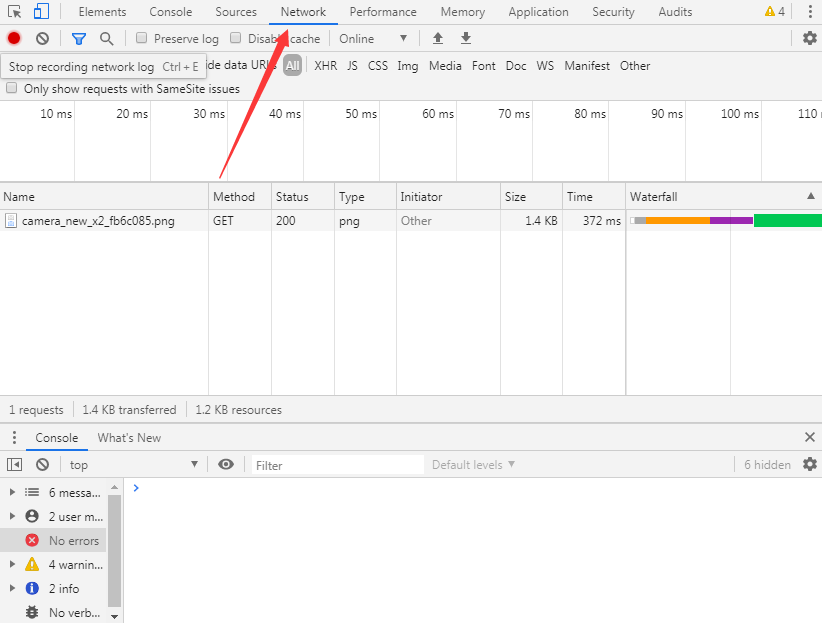 Elements Console Sources Network Performance Memory Application Security Audits 4
Preserve log Disable cache Online
Stop recording network log Ctrl + E ide data URLs All XHR JS CSS Img Media Font Doc WS Manifest Other
Only show requests with SameSite issues
10 ms 20 ms 30 ms 40 ms 50 ms 60 ms 70 ms 80 ms 90 ms 100 ms 110
Name Method Status Type Initiator Size Time Waterfall
camera_new_x2_fb6c085.png GET 200 png Other 1.4 KB 372 ms
1 requests 1.4 KB transferred 1.2 KB resources
Console What's New
top Filter Default levels 6 hidden
6 messa...
2 user m...
No errors
4 warnin...
2 info
No verb...